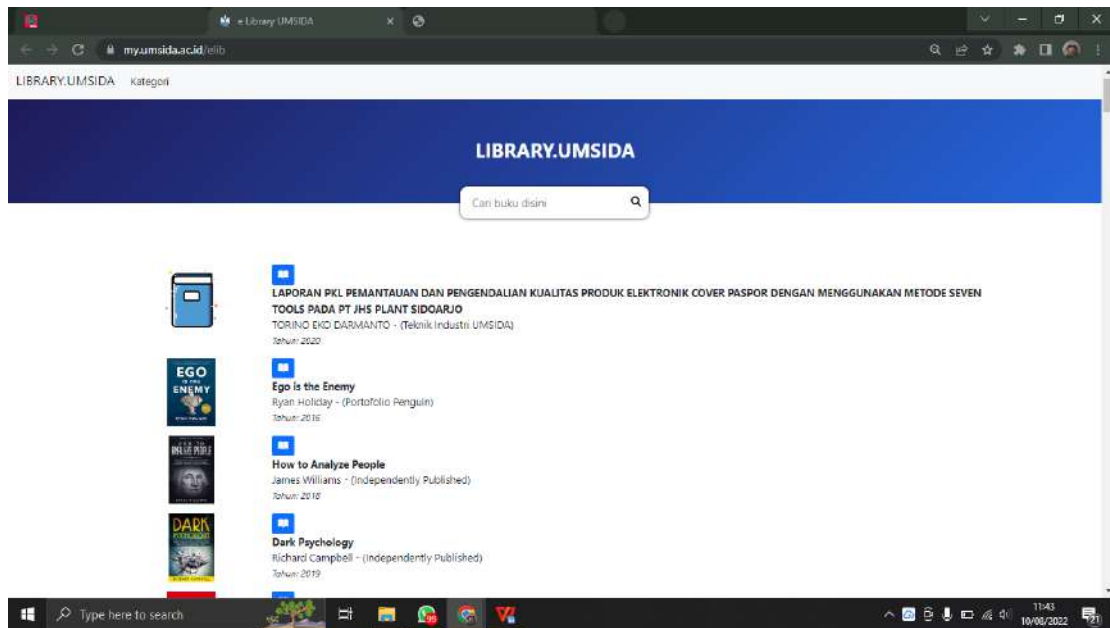 e Library UMSIDA
my.umsida.ac.id/elib
LIBRARY.UMSIDA Kategori
LIBRARY.UMSIDA
Cari buku disini
LAPORAN PKL PEMANTAUAN DAN PENGENDALIAN KUALITAS PRODUK ELEKTRONIK COVER PASPOR DENGAN MENGGUNAKAN METODE SEVEN
TOOLS PADA PT JHS PLANT SIDOARJO
TORINO EKO DARMANTO - (Teknik Industri UMSIDA)
Tahun: 2020
EGO
IS THE
ENEMY
Ego is the Enemy
Ryan Holiday - (Portofolio Penguin)
Tahun: 2016
How to Analyze People
James Williams - (Independently Published)
Tahun: 2018
DARK
Dark Psychology
Richard Campbell - (Independently Published)
Tahun: 2019
Type here to search
11:43
10/08/2022